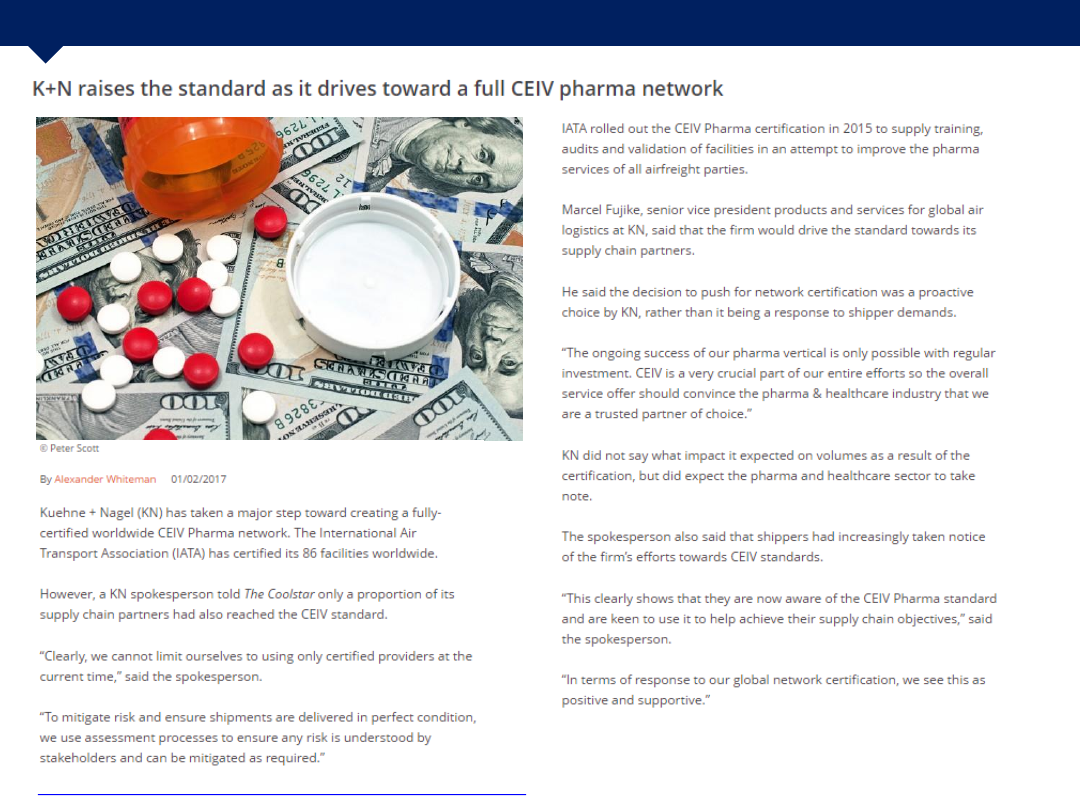 K+N raises the standard as it drives toward a full CEIV pharma network
© Peter Scott
By Alexander Whiteman 01/02/2017
Kuehne + Nagel (KN) has taken a major step toward creating a fully-
certified worldwide CEIV Pharma network. The International Air
Transport Association (IATA) has certified its 86 facilities worldwide.
However, a KN spokesperson told The Coolstar only a proportion of its
supply chain partners had also reached the CEIV standard.
“Clearly, we cannot limit ourselves to using only certified providers at the
current time,” said the spokesperson.
“To mitigate risk and ensure shipments are delivered in perfect condition,
we use assessment processes to ensure any risk is understood by
stakeholders and can be mitigated as required.”
IATA rolled out the CEIV Pharma certification in 2015 to supply training,
audits and validation of facilities in an attempt to improve the pharma
services of all airfreight parties.
Marcel Fujike, senior vice president products and services for global air
logistics at KN, said that the firm would drive the standard towards its
supply chain partners.
He said the decision to push for network certification was a proactive
choice by KN, rather than it being a response to shipper demands.
“The ongoing success of our pharma vertical is only possible with regular
investment. CEIV is a very crucial part of our entire efforts so the overall
service offer should convince the pharma & healthcare industry that we
are a trusted partner of choice.”
KN did not say what impact it expected on volumes as a result of the
certification, but did expect the pharma and healthcare sector to take
note.
The spokesperson also said that shippers had increasingly taken notice
of the firm’s efforts towards CEIV standards.
“This clearly shows that they are now aware of the CEIV Pharma standard
and are keen to use it to help achieve their supply chain objectives,” said
the spokesperson.
“In terms of response to our global network certification, we see this as
positive and supportive.”